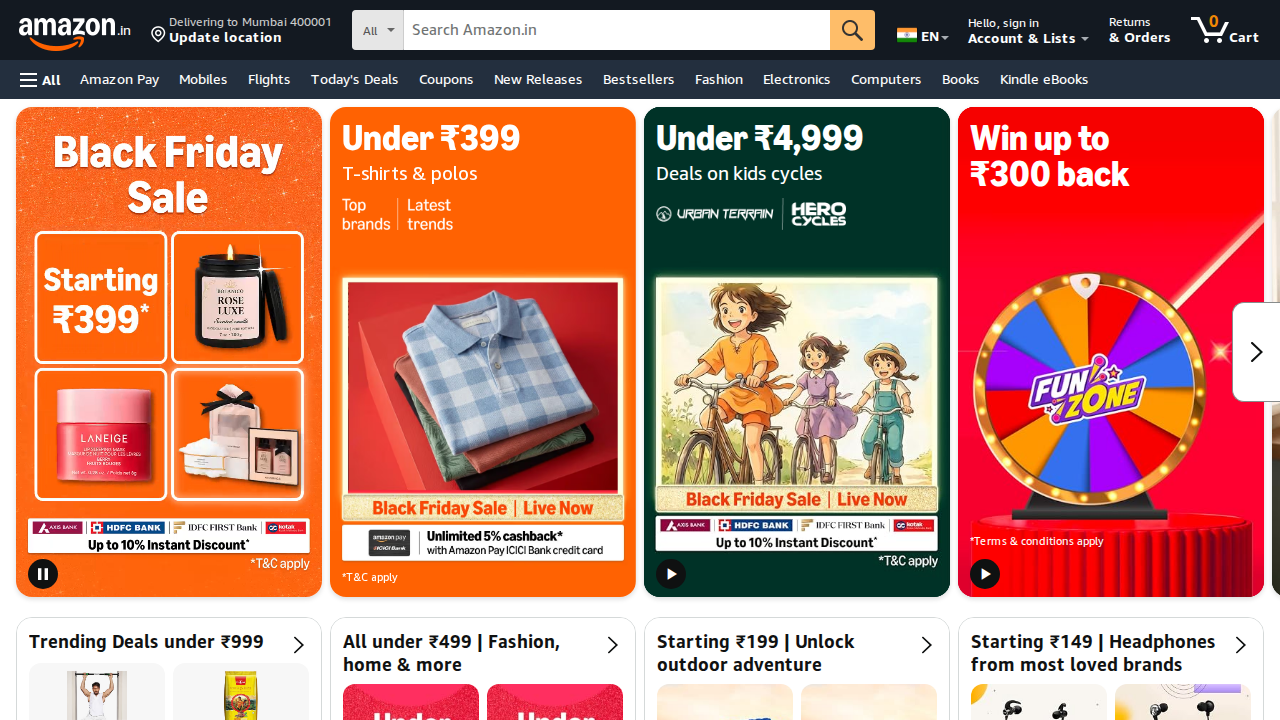 amazon.in
Delivering to Mumbai 400001
Update location
All
Search Amazon.in
EN
Hello, sign in
Account & Lists
Returns
& Orders
0
Cart
All
Amazon Pay
Mobiles
Flights
Today's Deals
Coupons
New Releases
Bestsellers
Fashion
Electronics
Computers
Books
Kindle eBooks
Black Friday
Sale
Starting
₹399*
BOTANICO
ROSE
LUXE
Scented candle
LANEIGE
AXIS BANK
HDFC BANK
IDFC FIRST Bank
kotak
Up to 10% Instant Discount*
*T&C apply
Under ₹399
T-shirts & polos
Top
brands
Latest
trends
Black Friday Sale | Live Now
amazon pay
ICICI Bank
Unlimited 5% cashback*
with Amazon Pay ICICI Bank credit card
*T&C apply
Under ₹4,999
Deals on kids cycles
URBAN TERRAIN
HERO
CYCLES
Black Friday Sale | Live Now
AXIS BANK
HDFC BANK
IDFC FIRST Bank
kotak
Up to 10% Instant Discount*
*T&C apply
Win up to
₹300 back
FUN
ZONE
*Terms & conditions apply
Trending Deals under ₹999
All under ₹499 | Fashion,
home & more
Under
Under
Starting ₹199 | Unlock
outdoor adventure
Starting ₹149 | Headphones
from most loved brands